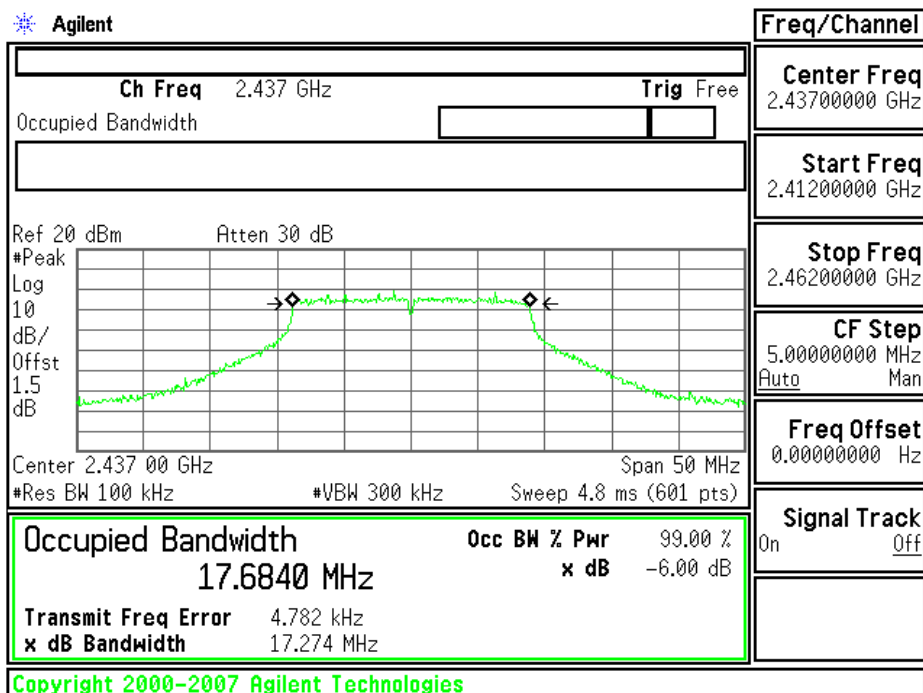 Agilent
Freq/Channel
Ch Freq 2.437 GHz Trig Free
Occupied Bandwidth
Center Freq
2.43700000 GHz
Start Freq
2.41200000 GHz
Stop Freq
2.46200000 GHz
CF Step
5.00000000 MHz
Auto Man
Freq Offset
0.00000000 Hz
Signal Track
On Off
Ref 20 dBm Atten 30 dB
#Peak
Log
10
dB/
Offst
1.5
dB
Center 2.437 00 GHz Span 50 MHz
#Res BW 100 kHz #VBW 300 kHz Sweep 4.8 ms (601 pts)
Occupied Bandwidth Occ BW % Pwr 99.00 %
17.6840 MHz x dB -6.00 dB
Transmit Freq Error 4.782 kHz
x dB Bandwidth 17.274 MHz
Copyright 2000-2007 Agilent Technologies